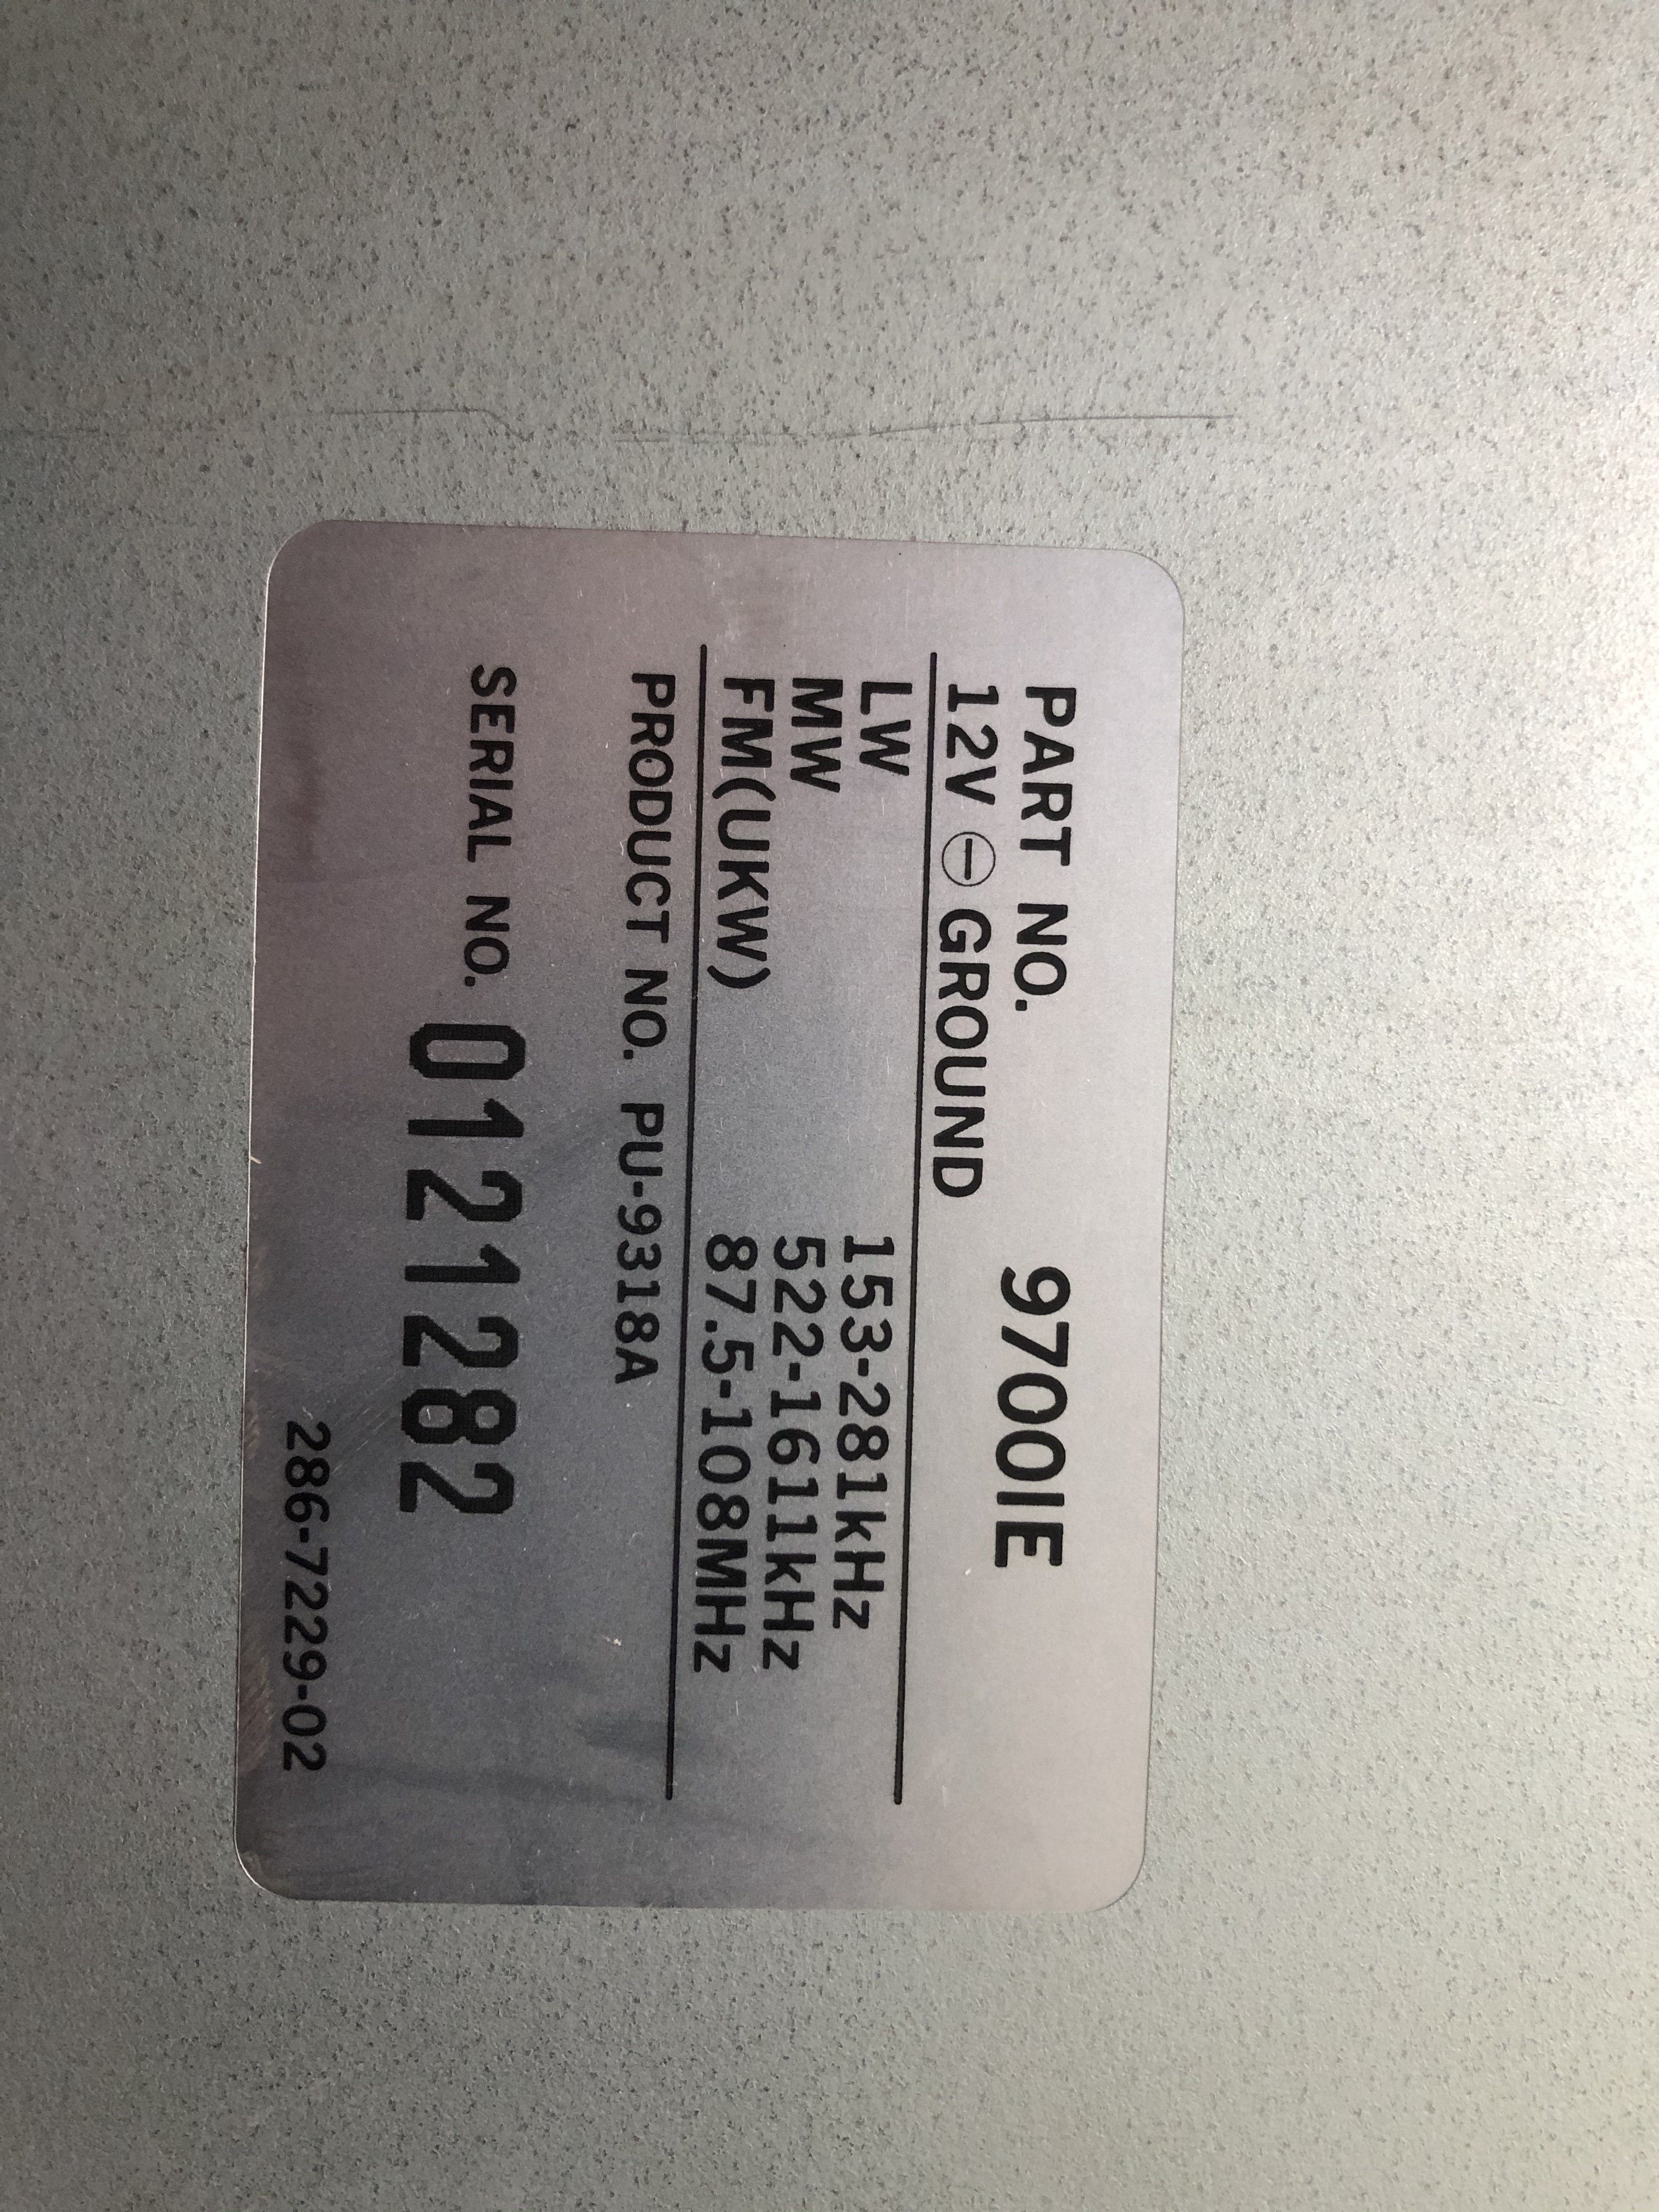 PART NO. 9700IE
12V ⊖ GROUND
LW 153-281kHz
MW 522-1611kHz
FM(UKW) 87.5-108MHz
PRODUCT NO. PU-9318A
SERIAL NO. 0121282
286-7229-02